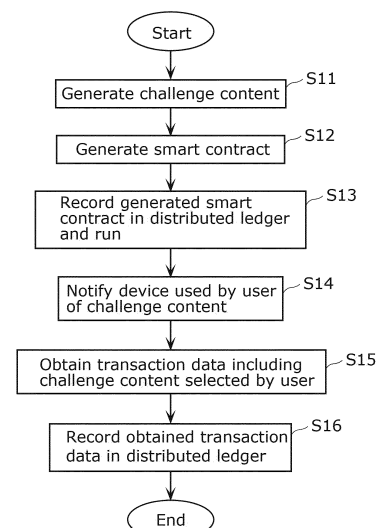 Start
S11
Generate challenge content
S12
Generate smart contract
S13
Record generated smart
contract in distributed ledger
and run
S14
Notify device used by user
of challenge content
S15
Obtain transaction data including
challenge content selected by user
S16
Record obtained transaction
data in distributed ledger
End